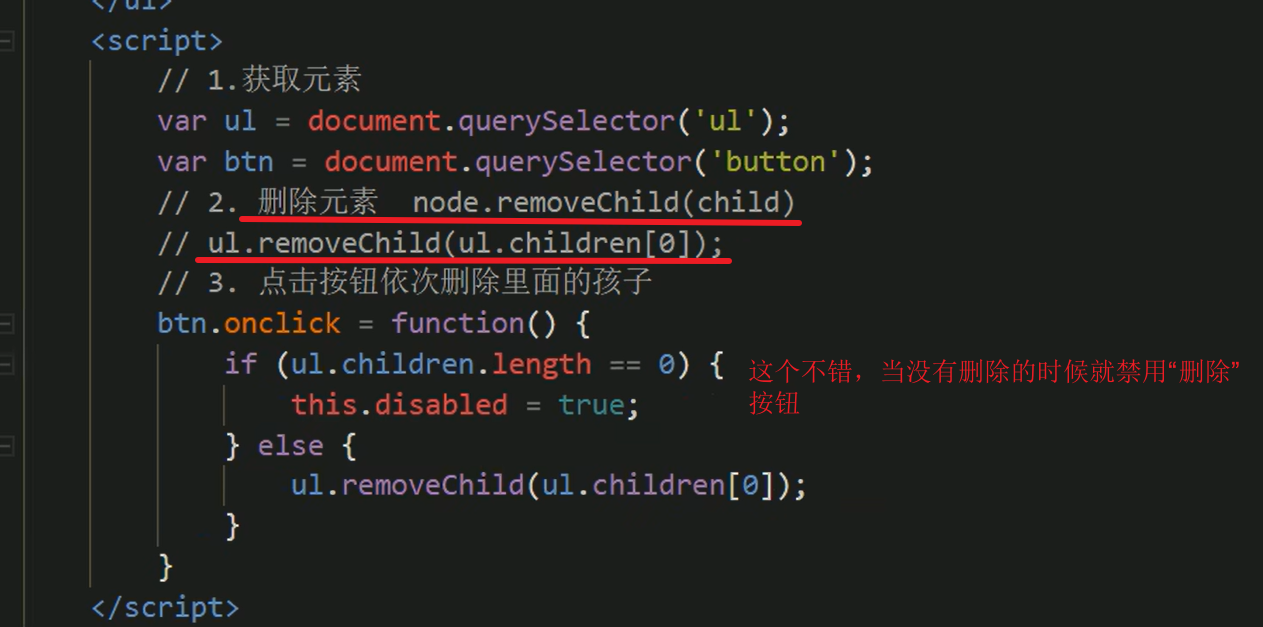 </ul>
<script>
// 1.获取元素
var ul = document.querySelector('ul');
var btn = document.querySelector('button');
// 2. 删除元素  node.removeChild(child)
// ul.removeChild(ul.children[0]);
// 3. 点击按钮依次删除里面的孩子
btn.onclick = function() {
if (ul.children.length == 0) {
this.disabled = true;
} else {
ul.removeChild(ul.children[0]);
}
}
</script>
这个不错，当没有删除的时候就禁用“删除”
按钮